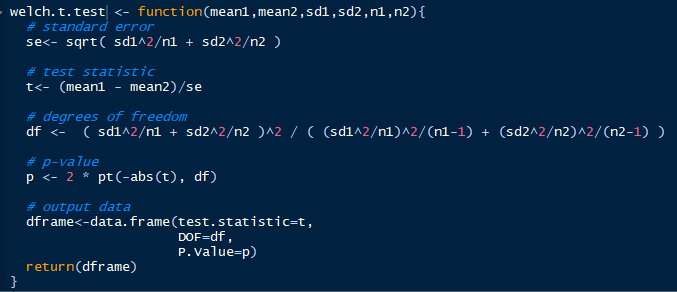 welch.t.test <- function(mean1,mean2,sd1,sd2,n1,n2){
# standard error
se<- sqrt( sd1^2/n1 + sd2^2/n2 )
# test statistic
t<- (mean1 - mean2)/se
# degrees of freedom
df <-  ( sd1^2/n1 + sd2^2/n2 )^2 / ( (sd1^2/n1)^2/(n1-1) + (sd2^2/n2)^2/(n2-1) )
# p-value
p <- 2 * pt(-abs(t), df)
# output data
dframe<-data.frame(test.statistic=t,
DOF=df,
P.Value=p)
return(dframe)
}